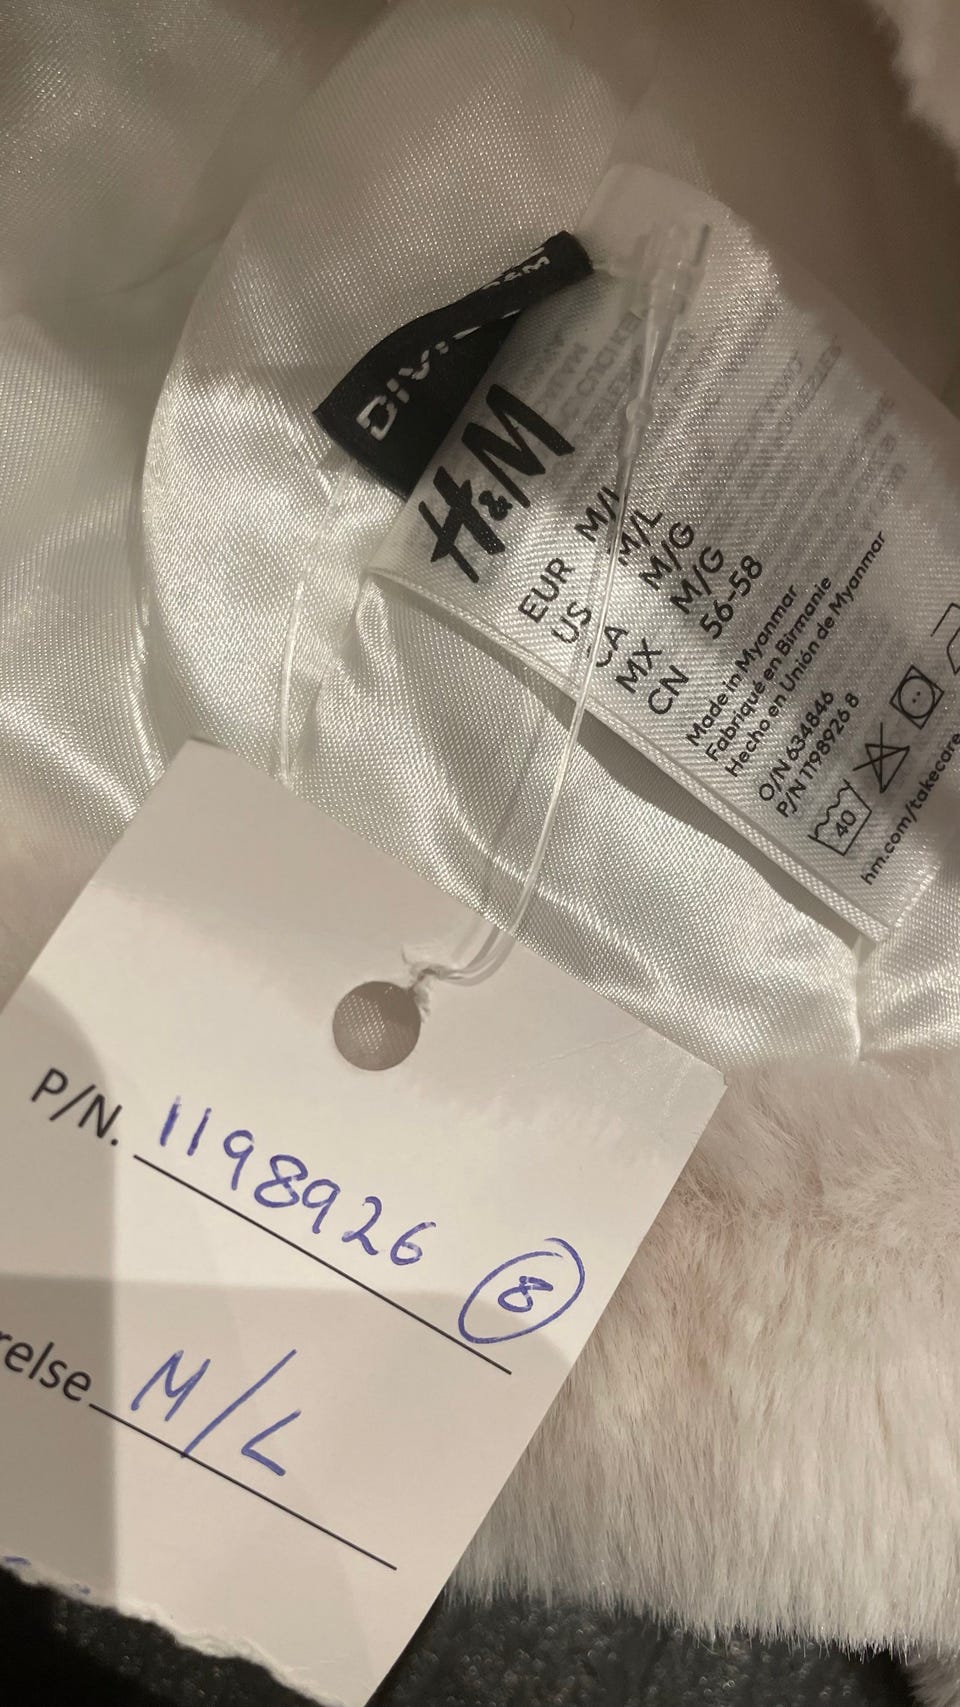 DIVI
H&M
H&M
EUR M/L
US M/L
CA M/G
MX M/G
CN 56-58
Made in Myanmar
Fabriqué en Birmanie
Hecho en Unión de Myanmar
O/N 634846
P/N 1198926 8
40
hm.com/takecare
P/N. 1198926 8
relse M/L